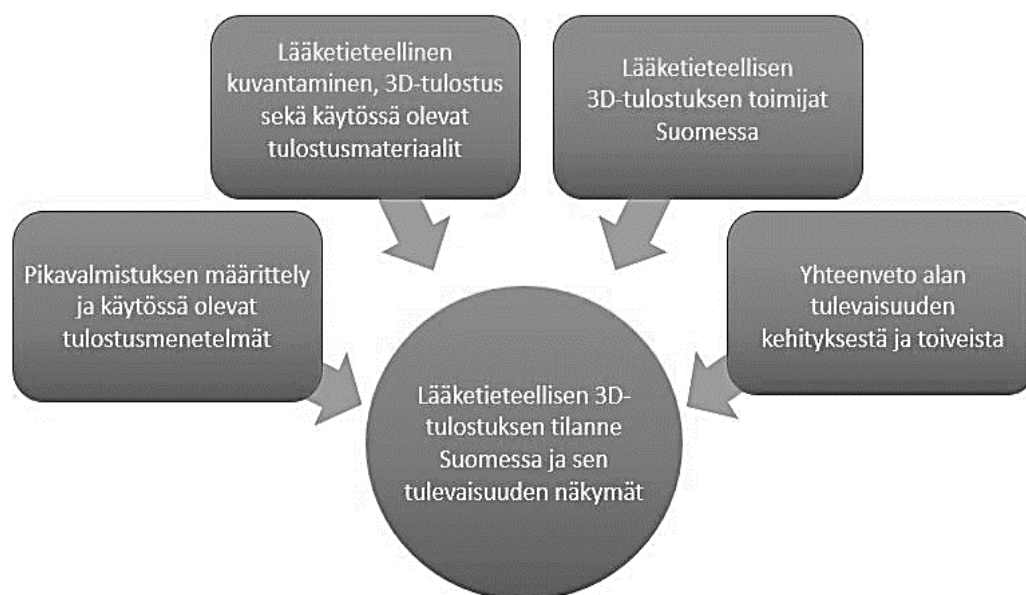 Lääketieteellinen
kuvantaminen, 3D-tulostus
sekä käytössä olevat
tulostusmateriaalit
Lääketieteellisen
3D-tulostuksen toimijat
Suomessa
Pikavalmistuksen määrittely
ja käytössä olevat
tulostusmenetelmät
Yhteenveto alan
tulevaisuuden
kehityksestä ja toiveista
Lääketieteellisen 3D-
tulostuksen tilanne
Suomessa ja sen
tulevaisuuden näkymät